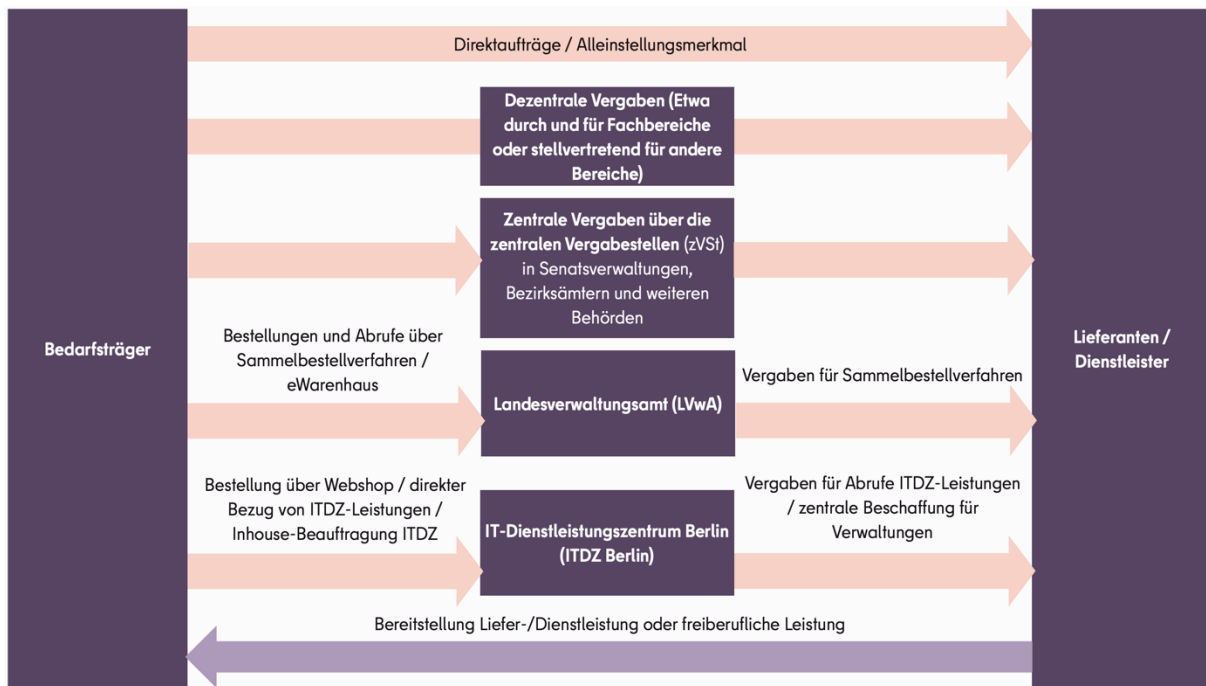 Direktaufträge / Alleinstellungsmerkmal
Dezentrale Vergaben (Etwa
durch und für Fachbereiche
oder stellvertretend für andere
Bereiche)
Zentrale Vergaben über die
zentralen Vergabestellen (zVSt)
in Senatsverwaltungen,
Bezirksämtern und weiteren
Behörden
Bedarfsträger
Bestellungen und Abrufe über
Sammelbestellverfahren /
eWarenhaus
Landesverwaltungsamt (LVwA)
Vergaben für Sammelbestellverfahren
Lieferanten /
Dienstleister
Bestellung über Webshop / direkter
Bezug von ITDZ-Leistungen /
Inhouse-Beauftragung ITDZ
IT-Dienstleistungszentrum Berlin
(ITDZ Berlin)
Vergaben für Abrufe ITDZ-Leistungen
/ zentrale Beschaffung für
Verwaltungen
Bereitstellung Liefer-/Dienstleistung oder freiberufliche Leistung